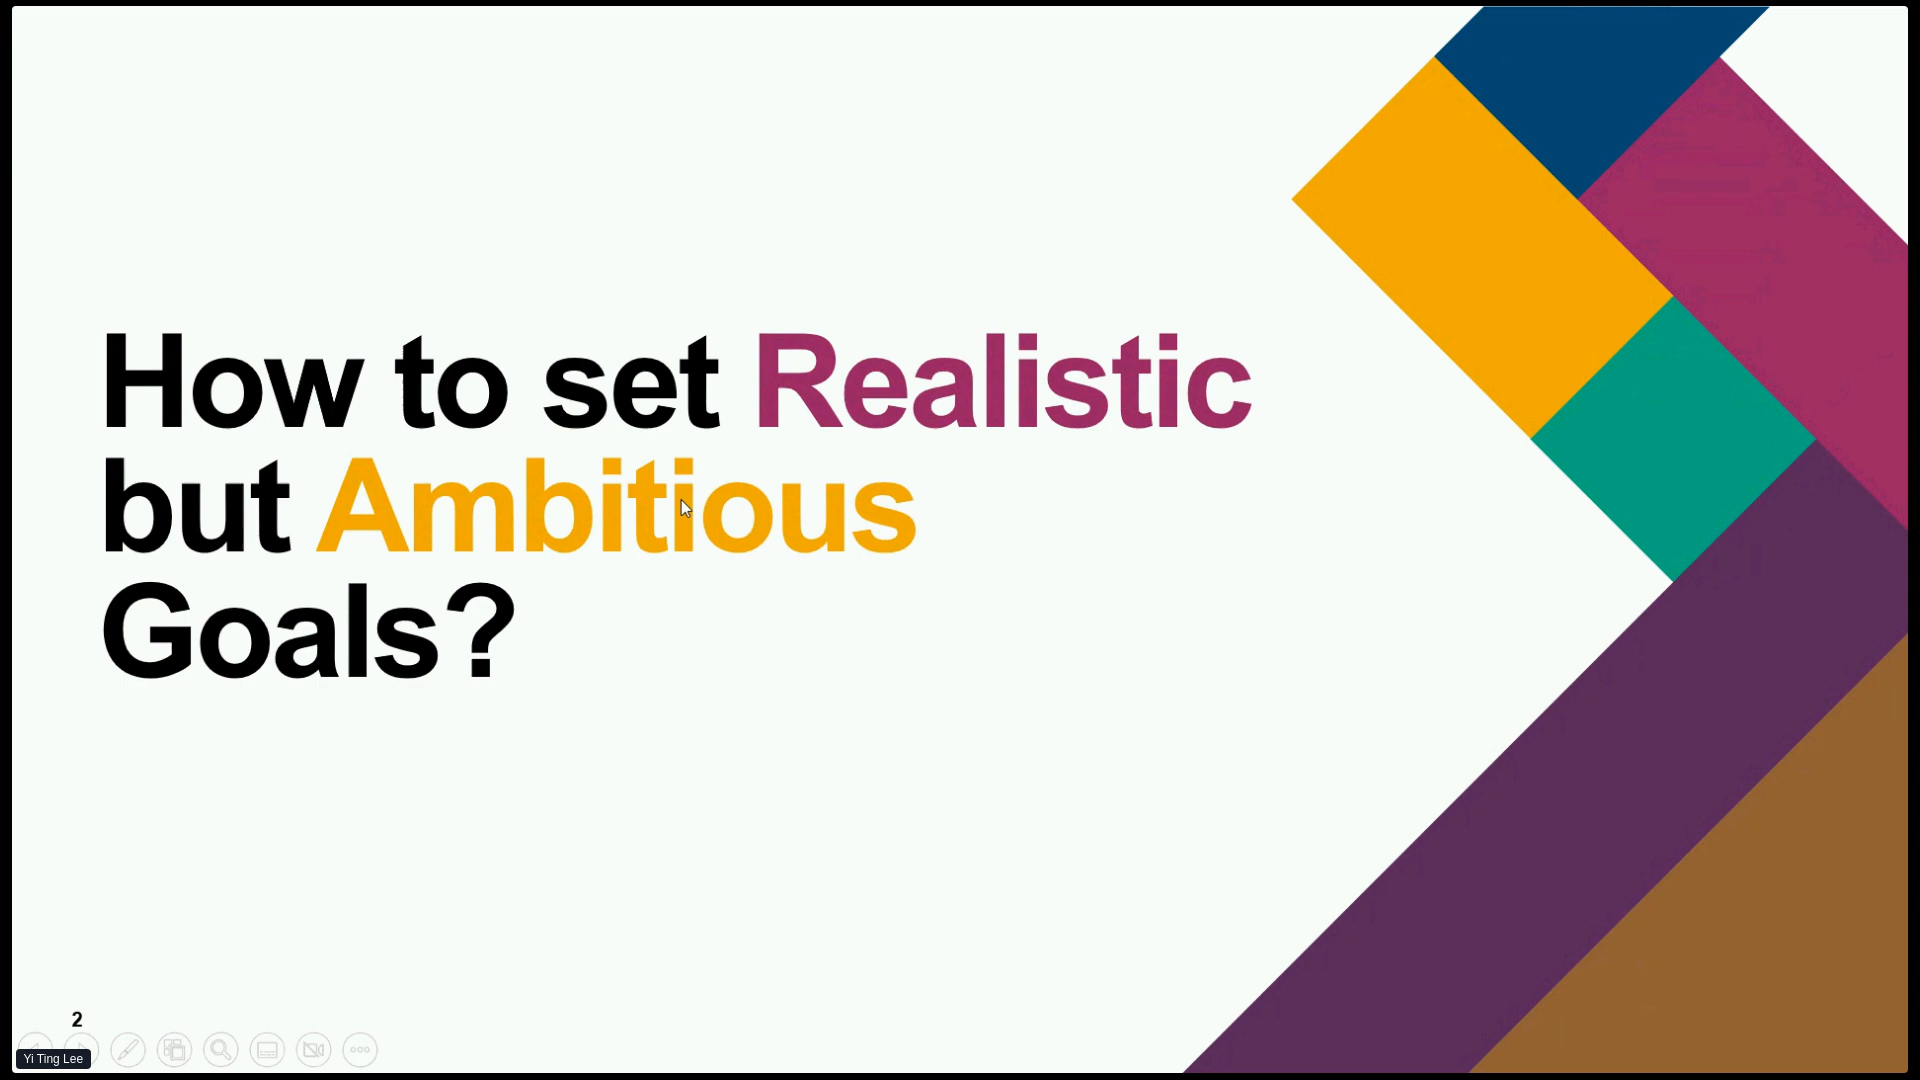 How to set Realistic
but Ambitious
Goals?
2
Yi Ting Lee